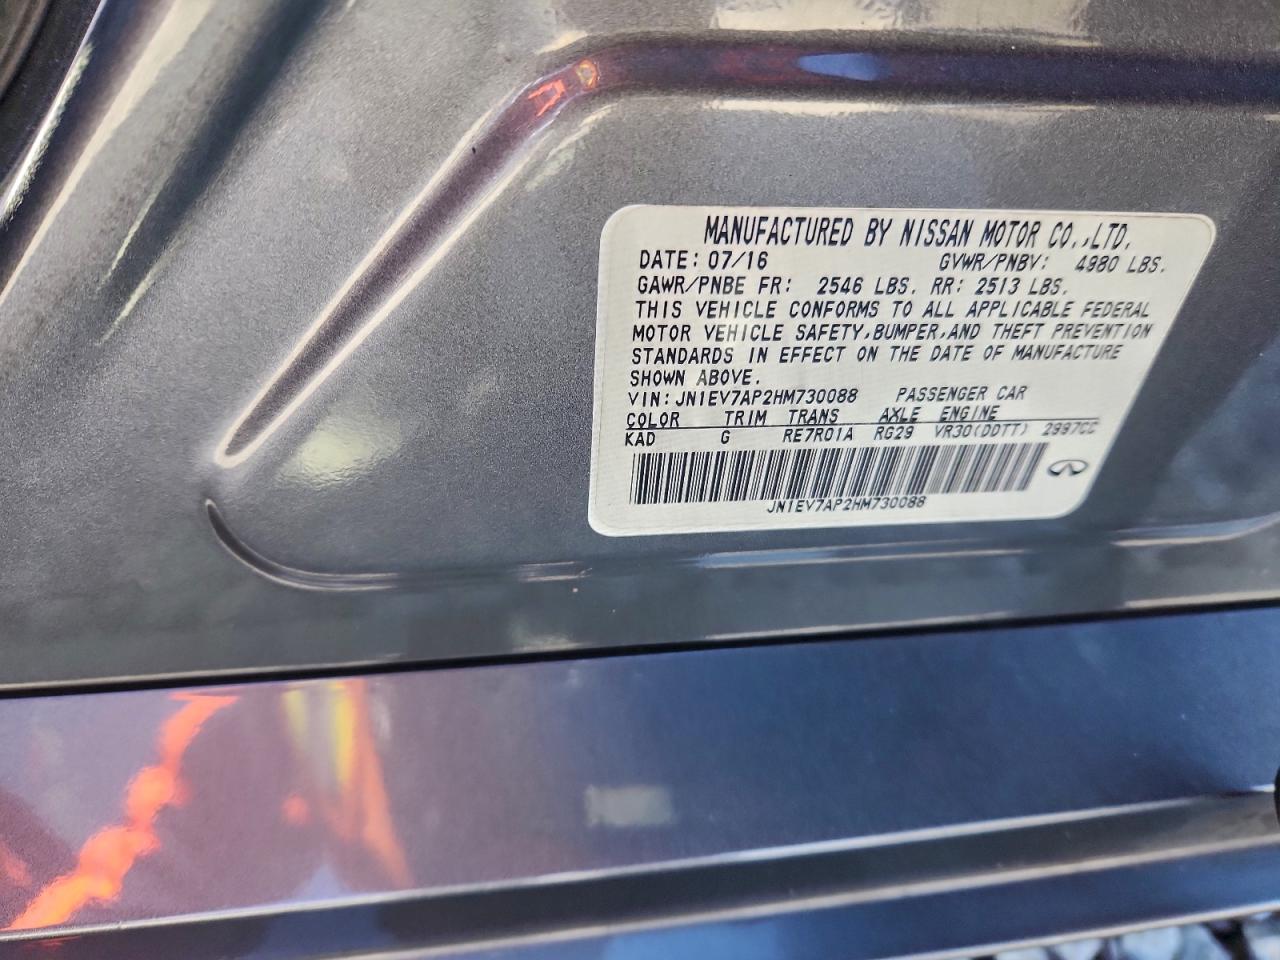 MANUFACTURED BY NISSAN MOTOR CO.,LTD.
DATE: 07/16 GVWR/PNBV: 4980 LBS.
GAWR/PNBE FR: 2546 LBS. RR: 2513 LBS.
THIS VEHICLE CONFORMS TO ALL APPLICABLE FEDERAL
MOTOR VEHICLE SAFETY,BUMPER,AND THEFT PREVENTION
STANDARDS IN EFFECT ON THE DATE OF MANUFACTURE
SHOWN ABOVE.
VIN: JN1EV7AP2HM730088 PASSENGER CAR
COLOR TRIM TRANS AXLE ENGINE
KAD G RE7R01A RG29 VR30(DDTT) 2997CC
JN1EV7AP2HM730088